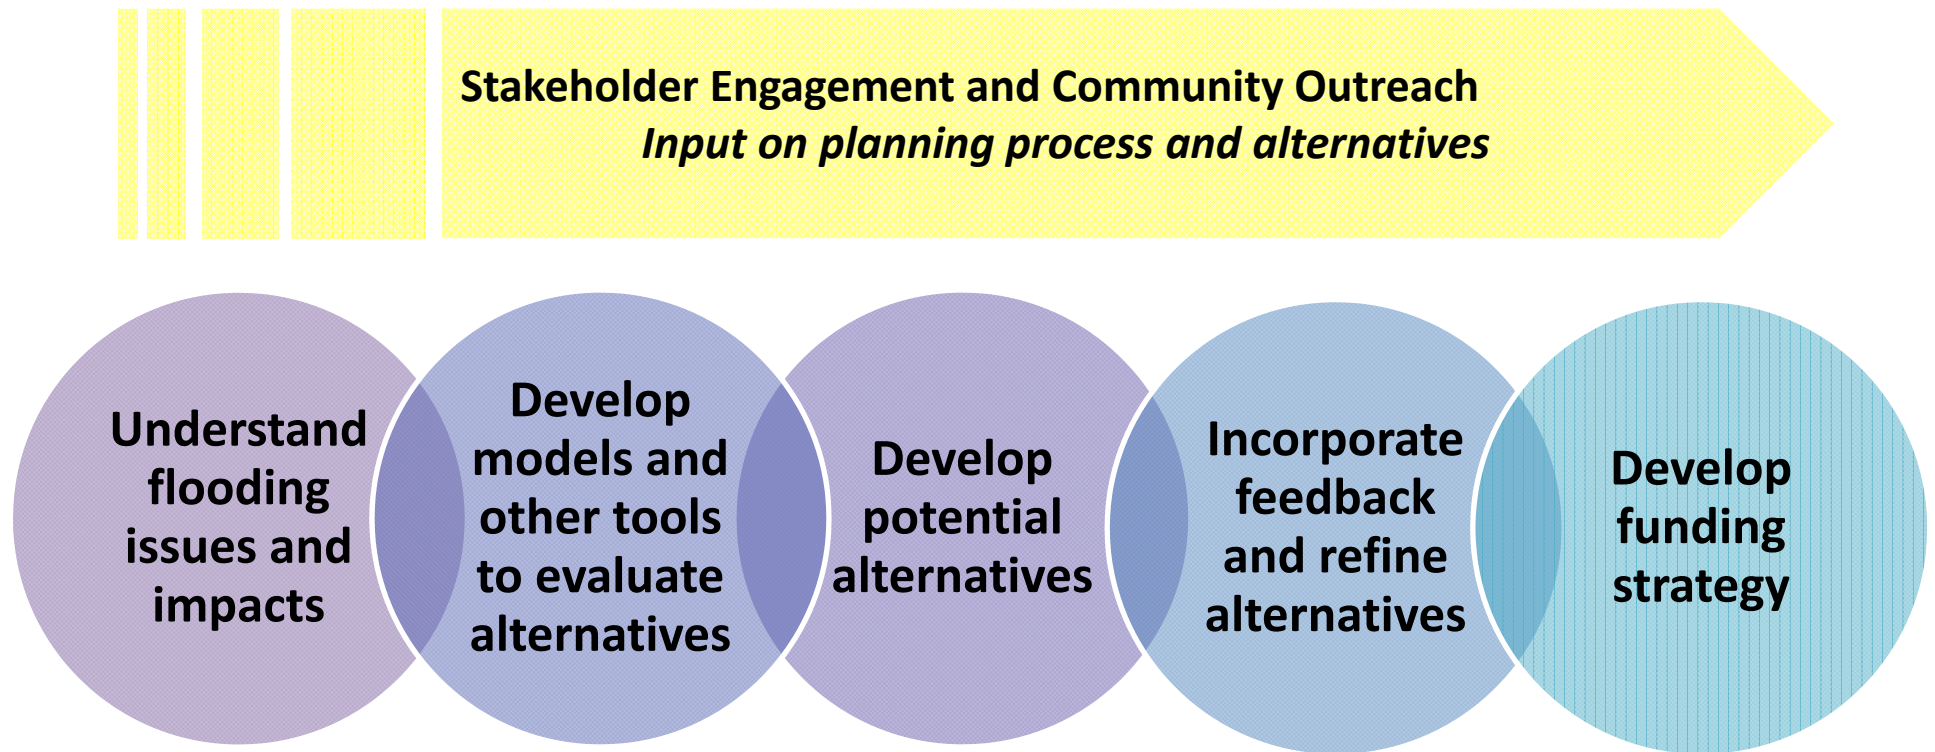 Stakeholder Engagement and Community Outreach
Input on planning process and alternatives
Understand
flooding
issues and
impacts
Develop
models and
other tools
to evaluate
alternatives
Develop
potential
alternatives
Incorporate
feedback
and refine
alternatives
Develop
funding
strategy